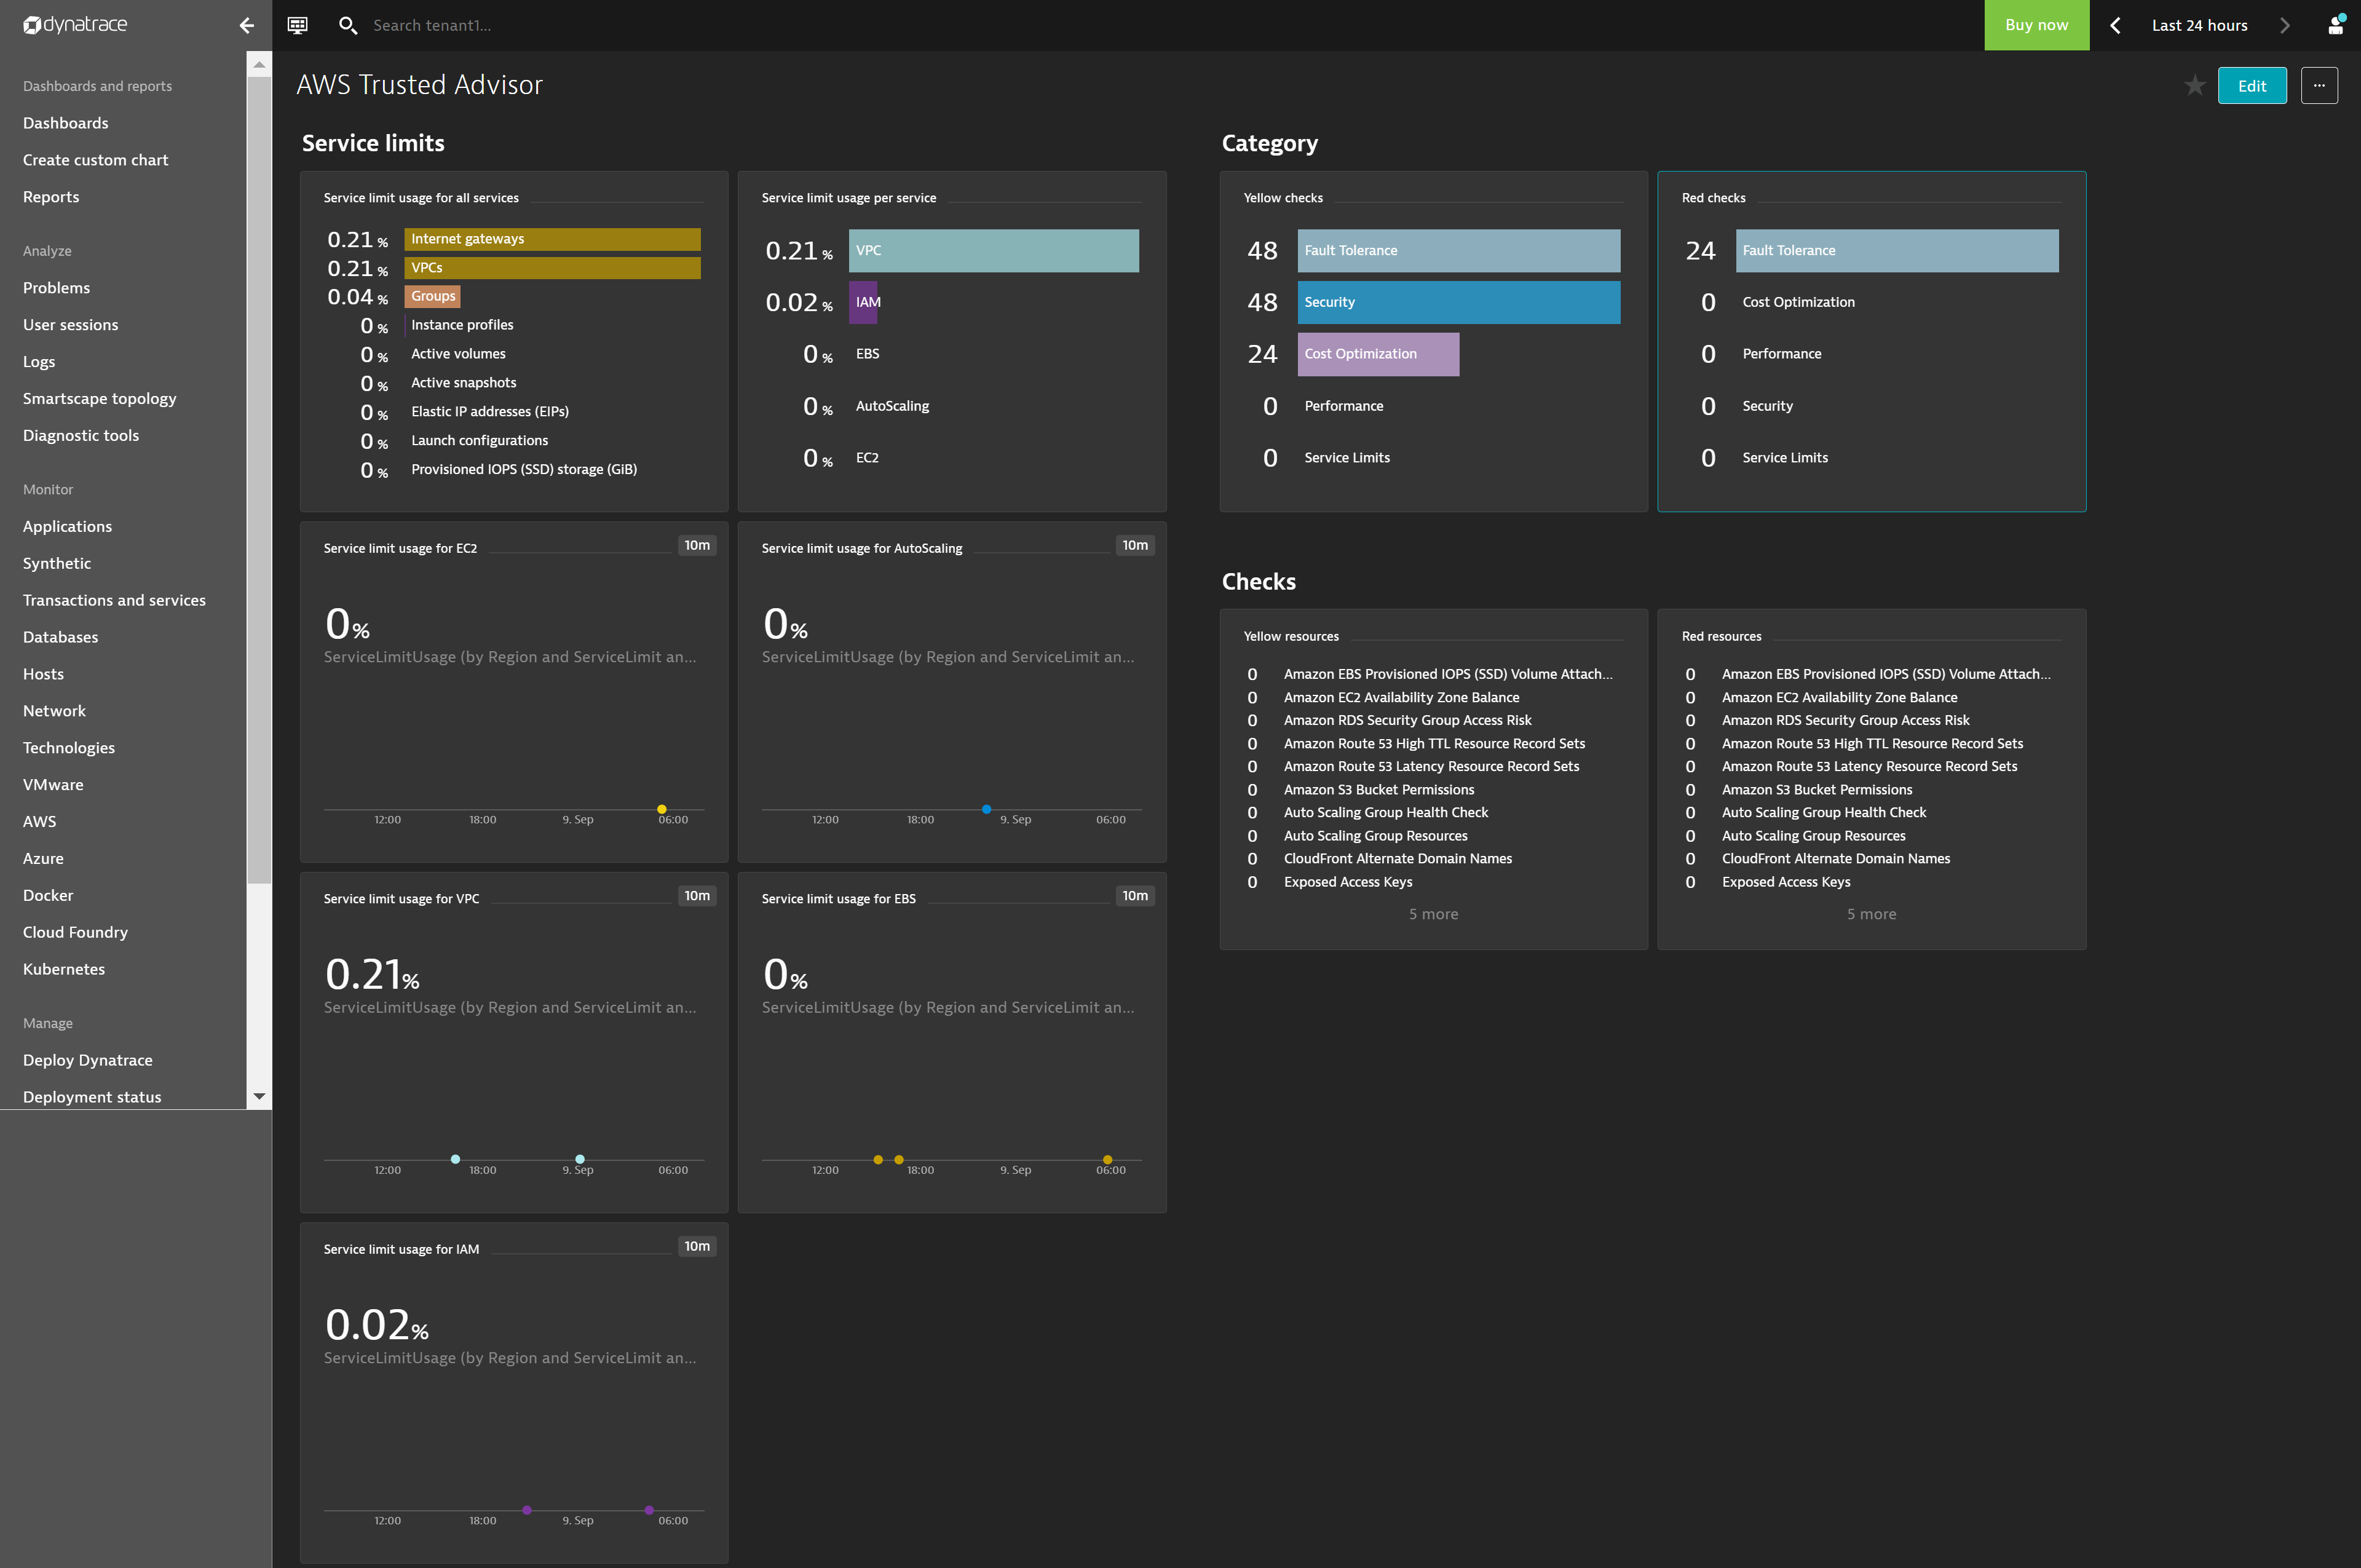 dynatrace
Search tenant1...
Buy now
Last 24 hours
Dashboards and reports
Dashboards
Create custom chart
Reports
Analyze
Problems
User sessions
Logs
Smartscape topology
Diagnostic tools
Monitor
Applications
Synthetic
Transactions and services
Databases
Hosts
Network
Technologies
VMware
AWS
Azure
Docker
Cloud Foundry
Kubernetes
Manage
Deploy Dynatrace
Deployment status
AWS Trusted Advisor
Edit
...
Service limits
Service limit usage for all services
0.21 % Internet gateways
0.21 % VPCs
0.04 % Groups
0 % Instance profiles
0 % Active volumes
0 % Active snapshots
0 % Elastic IP addresses (EIPs)
0 % Launch configurations
0 % Provisioned IOPS (SSD) storage (GiB)
Service limit usage per service
0.21 % VPC
0.02 % IAM
0 % EBS
0 % AutoScaling
0 % EC2
Service limit usage for EC2 10m
0%
ServiceLimitUsage (by Region and ServiceLimit an...
12:00 18:00 9. Sep 06:00
Service limit usage for AutoScaling 10m
0%
ServiceLimitUsage (by Region and ServiceLimit an...
12:00 18:00 9. Sep 06:00
Service limit usage for VPC 10m
0.21%
ServiceLimitUsage (by Region and ServiceLimit an...
12:00 18:00 9. Sep 06:00
Service limit usage for EBS 10m
0%
ServiceLimitUsage (by Region and ServiceLimit an...
12:00 18:00 9. Sep 06:00
Service limit usage for IAM 10m
0.02%
ServiceLimitUsage (by Region and ServiceLimit an...
12:00 18:00 9. Sep 06:00
Category
Yellow checks
48 Fault Tolerance
48 Security
24 Cost Optimization
0 Performance
0 Service Limits
Red checks
24 Fault Tolerance
0 Cost Optimization
0 Performance
0 Security
0 Service Limits
Checks
Yellow resources
0 Amazon EBS Provisioned IOPS (SSD) Volume Attach...
0 Amazon EC2 Availability Zone Balance
0 Amazon RDS Security Group Access Risk
0 Amazon Route 53 High TTL Resource Record Sets
0 Amazon Route 53 Latency Resource Record Sets
0 Amazon S3 Bucket Permissions
0 Auto Scaling Group Health Check
0 Auto Scaling Group Resources
0 CloudFront Alternate Domain Names
0 Exposed Access Keys
5 more
Red resources
0 Amazon EBS Provisioned IOPS (SSD) Volume Attach...
0 Amazon EC2 Availability Zone Balance
0 Amazon RDS Security Group Access Risk
0 Amazon Route 53 High TTL Resource Record Sets
0 Amazon Route 53 Latency Resource Record Sets
0 Amazon S3 Bucket Permissions
0 Auto Scaling Group Health Check
0 Auto Scaling Group Resources
0 CloudFront Alternate Domain Names
0 Exposed Access Keys
5 more